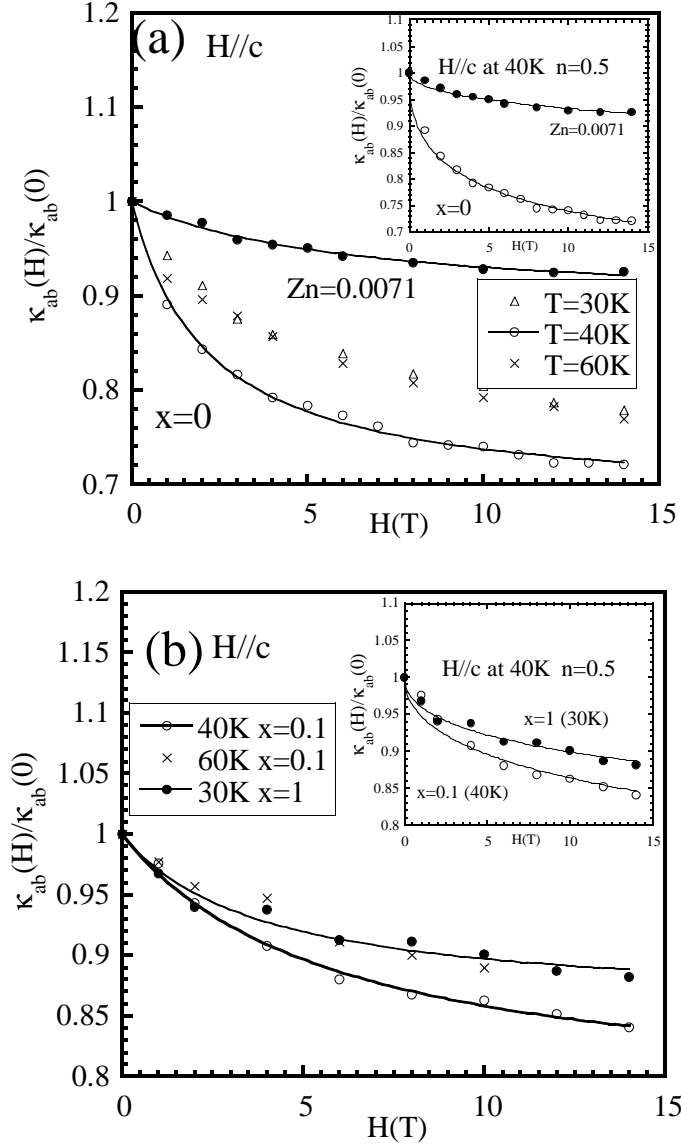 (a)
H//c
1.2
1.1
1
0.9
0.8
0.7
0
5
10
15
κab(H)/κab(0)
H(T)
Zn=0.0071
x=0
T=30K
T=40K
T=60K
H//c at 40K n=0.5
Zn=0.0071
x=0
κab(H)/κab(0)
1.1
1.05
1
0.95
0.9
0.85
0.8
0.75
0.7
0
5
10
15
H(T)
(b)
H//c
1.2
1.15
1.1
1.05
1
0.95
0.9
0.85
0.8
0
5
10
15
κab(H)/κab(0)
H(T)
40K x=0.1
60K x=0.1
30K x=1
H//c at 40K n=0.5
x=1 (30K)
x=0.1 (40K)
κab(H)/κab(0)
1.1
1.05
1
0.95
0.9
0.85
0.8
0
5
10
15
H(T)